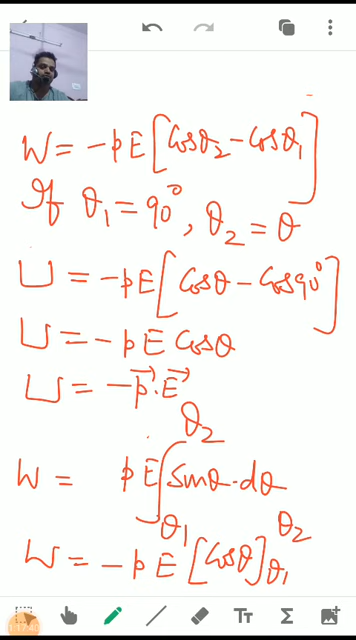 W = -pE[Cosθ₂ - Cosθ₁]
If θ₁ = 90°, θ₂ = θ
U = -pE[Cosθ - Cos90°]
U = -pE Cosθ
U = -p⃗.E⃗
W = pE∫θ₁^θ₂ Sinθ.dθ
W = -pE[Cosθ]θ₁^θ₂
Tт Σ